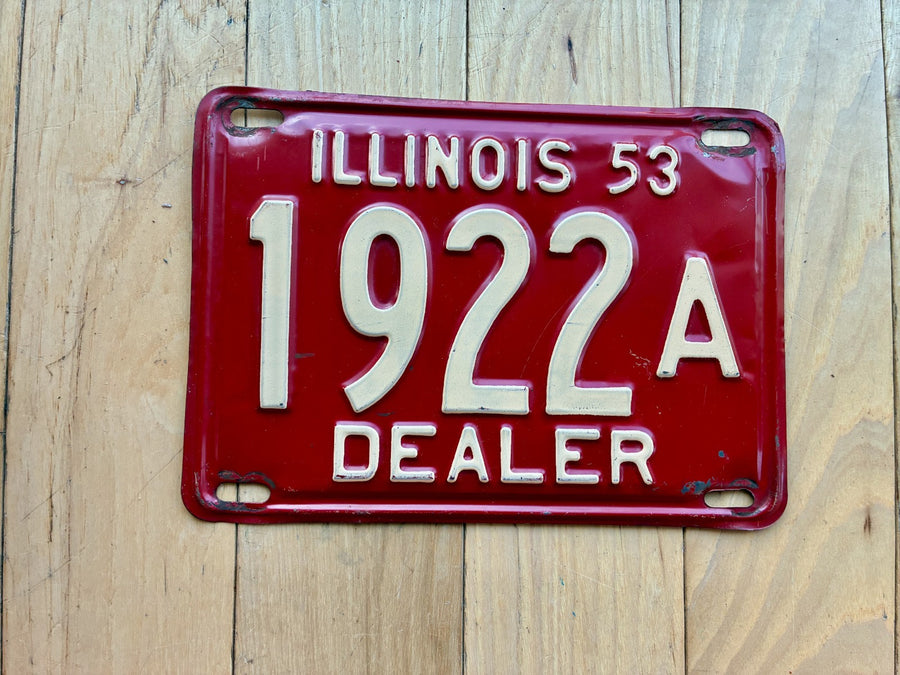 ILLINOIS 53
1922 A
DEALER